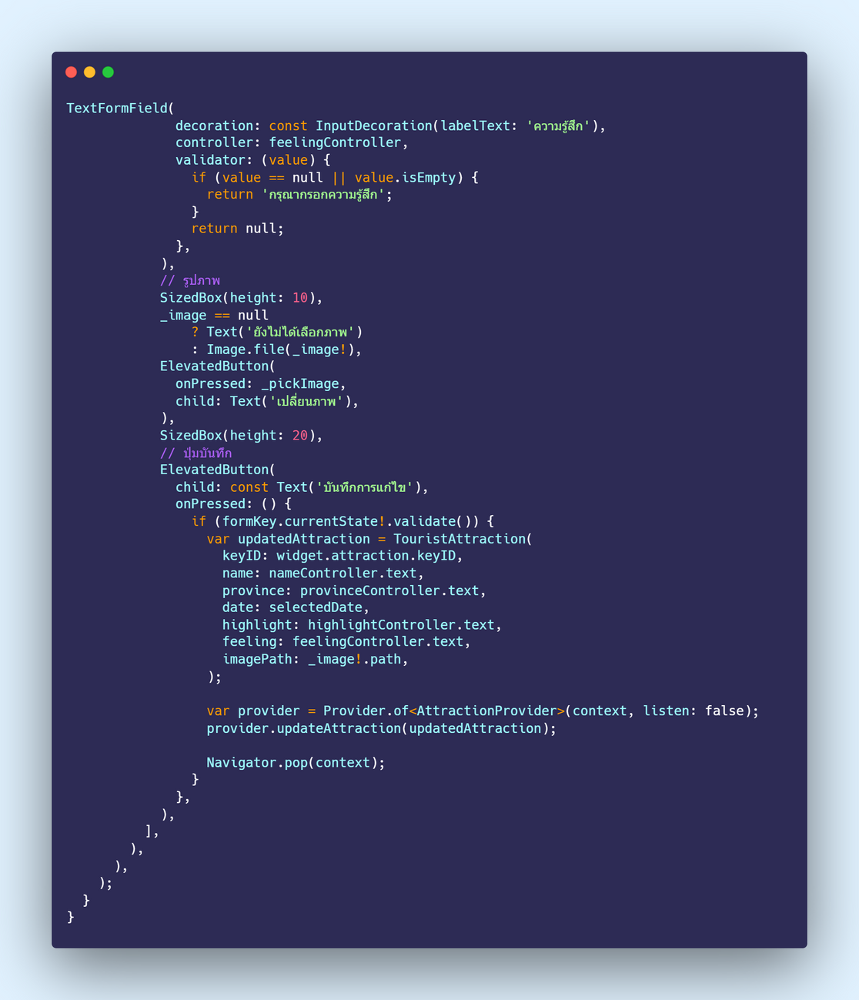 TextFormField(
              decoration: const InputDecoration(labelText: 'ความรู้สึก'),
              controller: feelingController,
              validator: (value) {
                if (value == null || value.isEmpty) {
                  return 'กรุณากรอกความรู้สึก';
                }
                return null;
              },
            ),
            // รูปภาพ
            SizedBox(height: 10),
            _image == null
                ? Text('ยังไม่ได้เลือกภาพ')
                : Image.file(_image!),
            ElevatedButton(
              onPressed: _pickImage,
              child: Text('เปลี่ยนภาพ'),
            ),
            SizedBox(height: 20),
            // ปุ่มบันทึก
            ElevatedButton(
              child: const Text('บันทึกการแก้ไข'),
              onPressed: () {
                if (formKey.currentState!.validate()) {
                  var updatedAttraction = TouristAttraction(
                    keyID: widget.attraction.keyID,
                    name: nameController.text,
                    province: provinceController.text,
                    date: selectedDate,
                    highlight: highlightController.text,
                    feeling: feelingController.text,
                    imagePath: _image!.path,
                  );

                  var provider = Provider.of<AttractionProvider>(context, listen: false);
                  provider.updateAttraction(updatedAttraction);

                  Navigator.pop(context);
                }
              },
            ),
          ],
        ),
      ),
    );
  }
}